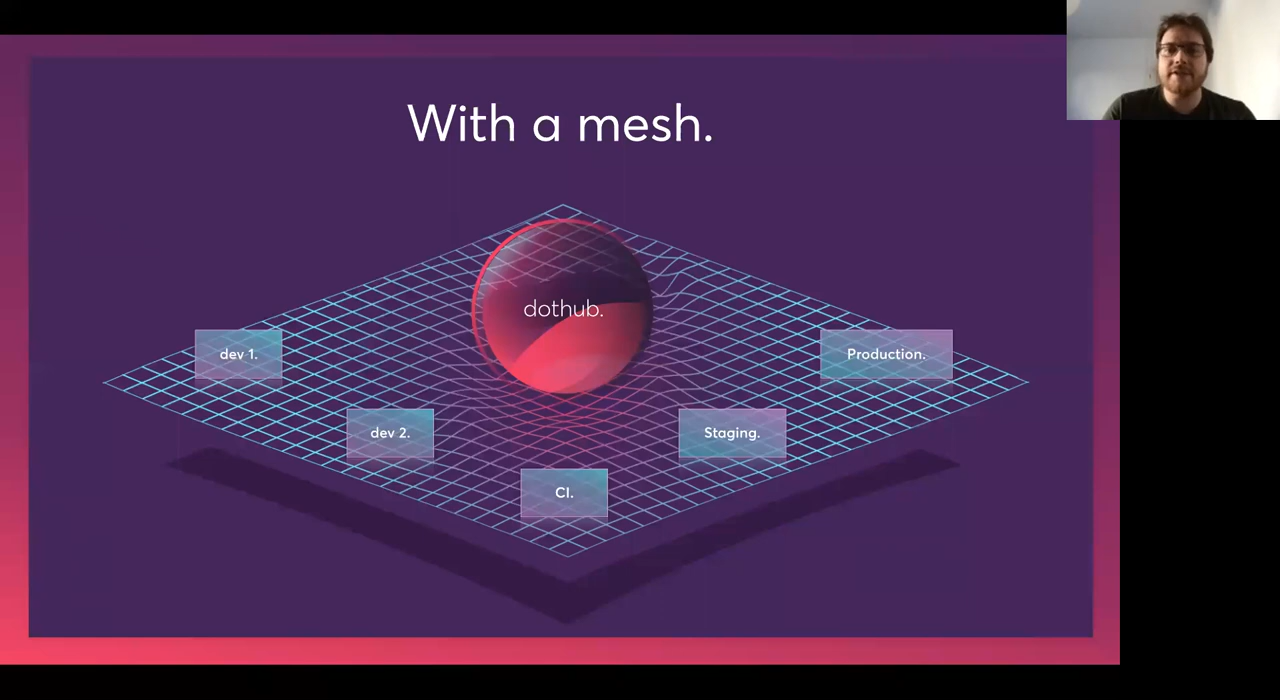 With a mesh.
dothub.
dev 1.
Production.
dev 2.
Staging.
CI.